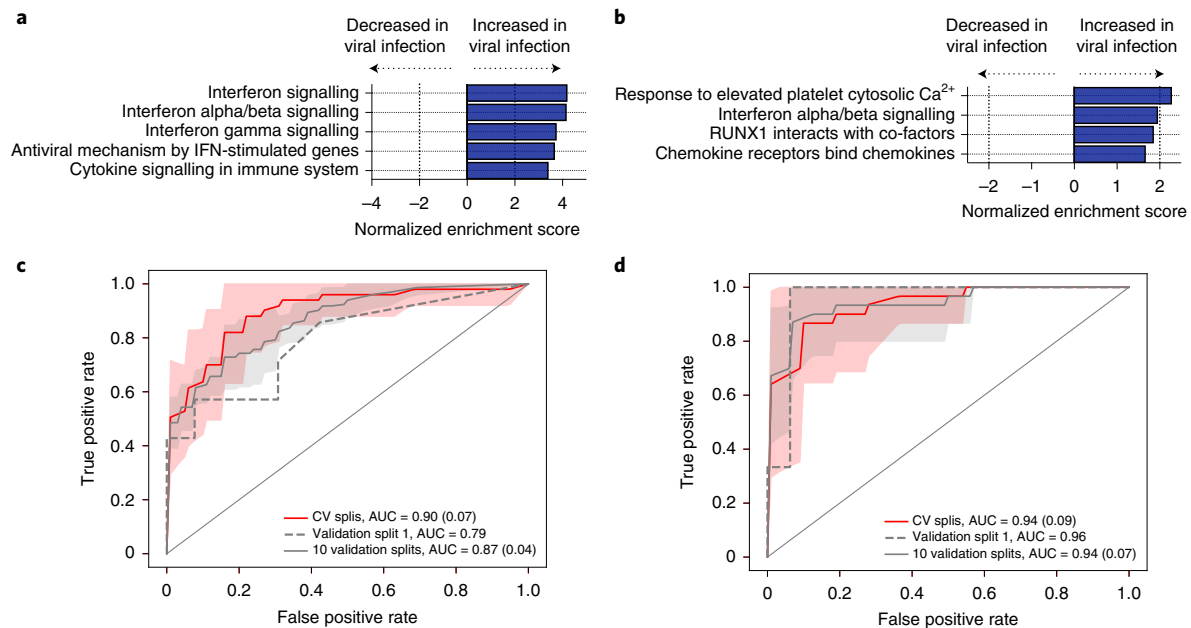 a
Decreased in
viral infection
Increased in
viral infection
Interferon signalling
Interferon alpha/beta signalling
Interferon gamma signalling
Antiviral mechanism by IFN-stimulated genes
Cytokine signalling in immune system
−4 −2 0 2 4
Normalized enrichment score
b
Decreased in
viral infection
Increased in
viral infection
Response to elevated platelet cytosolic Ca²⁺
Interferon alpha/beta signalling
RUNX1 interacts with co-factors
Chemokine receptors bind chemokines
−2 −1 0 1 2
Normalized enrichment score
c
True positive rate
1.0
0.8
0.6
0.4
0.2
0
CV splis, AUC = 0.90 (0.07)
Validation split 1, AUC = 0.79
10 validation splits, AUC = 0.87 (0.04)
0 0.2 0.4 0.6 0.8 1.0
False positive rate
d
True positive rate
1.0
0.8
0.6
0.4
0.2
0
CV splis, AUC = 0.94 (0.09)
Validation split 1, AUC = 0.96
10 validation splits, AUC = 0.94 (0.07)
0 0.2 0.4 0.6 0.8 1.0
False positive rate